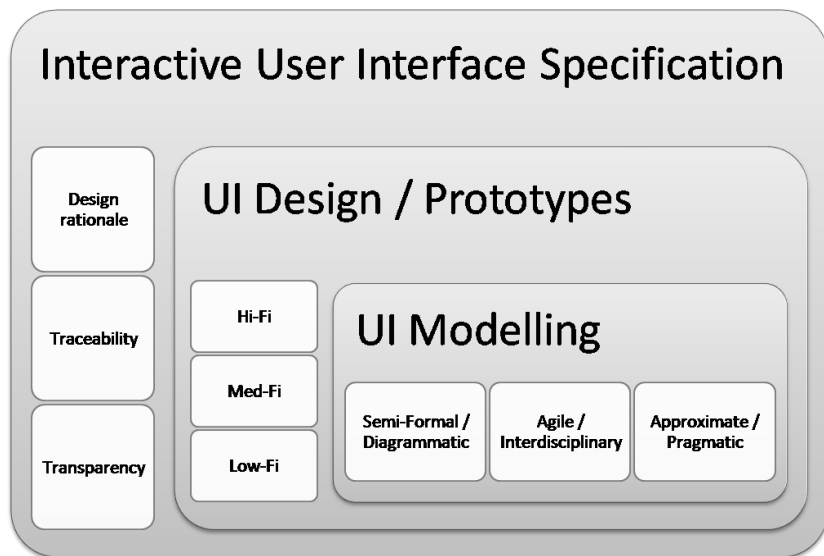 Interactive User Interface Specification
Design
rationale
Traceability
Transparency
UI Design / Prototypes
Hi-Fi
Med-Fi
Low-Fi
UI Modelling
Semi-Formal /
Diagrammatic
Agile /
Interdisciplinary
Approximate /
Pragmatic